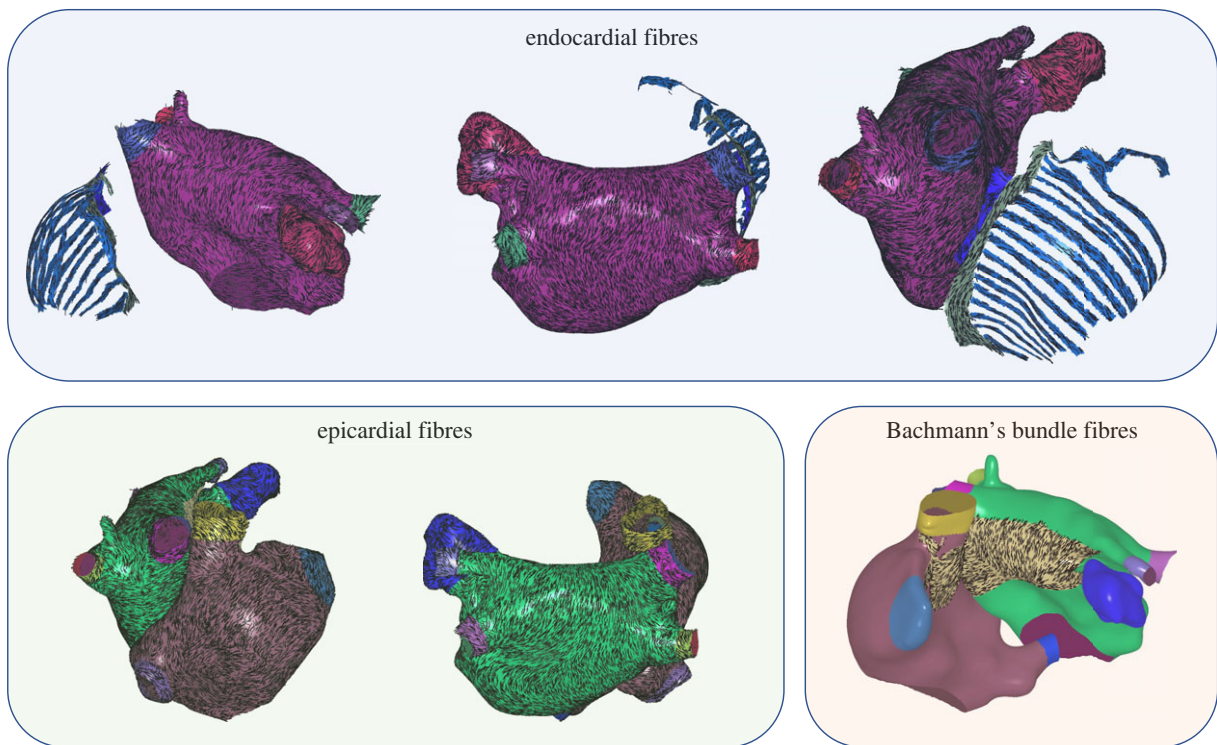 endocardial fibres
epicardial fibres
Bachmann’s bundle fibres